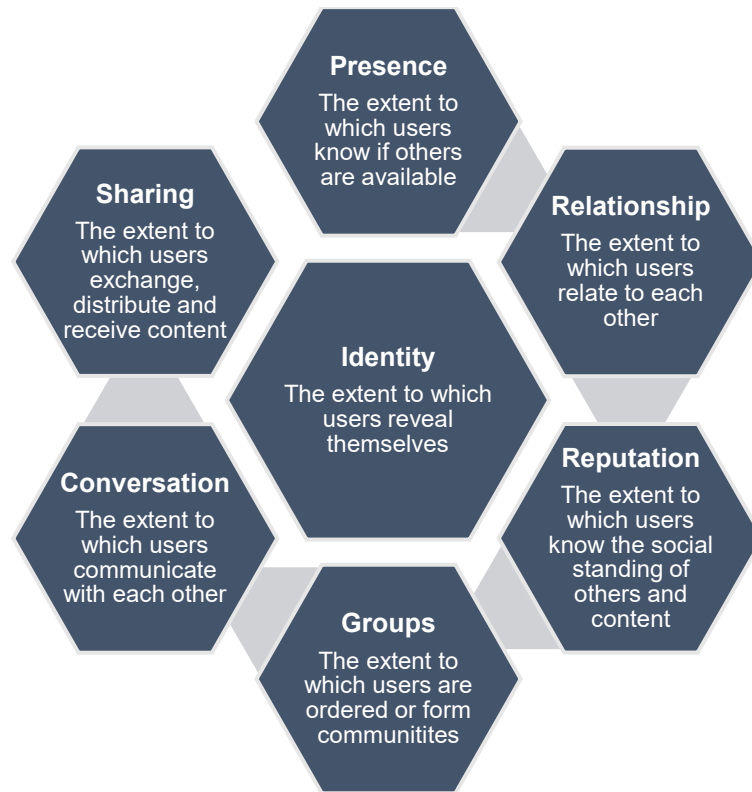 Presence
The extent to
which users
know if others
are available
Sharing
The extent to
which users
exchange,
distribute and
receive content
Relationship
The extent to
which users
relate to each
other
Identity
The extent to which
users reveal
themselves
Conversation
The extent to
which users
communicate
with each other
Reputation
The extent to
which users
know the social
standing of
others and
content
Groups
The extent to
which users are
ordered or form
communitites